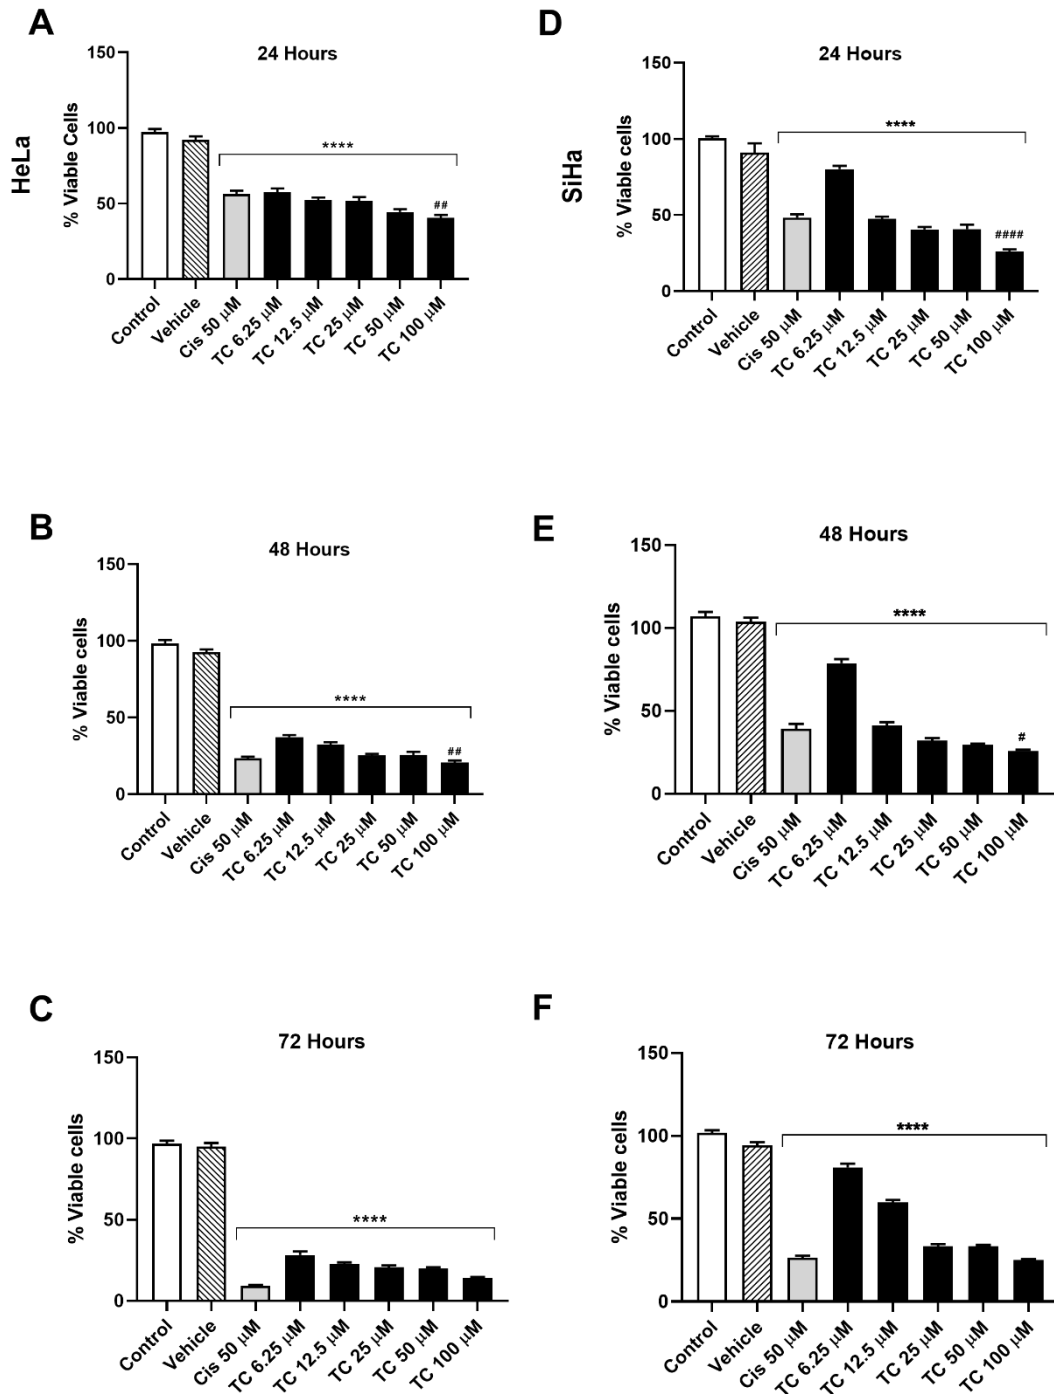 A
24 Hours
HeLa
% Viable Cells
150
100
50
0
****
##
Control
Vehicle
Cis 50 µM
TC 6.25 µM
TC 12.5 µM
TC 25 µM
TC 50 µM
TC 100 µM
D
24 Hours
SiHa
% Viable cells
150
100
50
0
****
####
Control
Vehicle
Cis 50 µM
TC 6.25 µM
TC 12.5 µM
TC 25 µM
TC 50 µM
TC 100 µM
B
48 Hours
% Viable cells
150
100
50
0
****
##
Control
Vehicle
Cis 50 µM
TC 6.25 µM
TC 12.5 µM
TC 25 µM
TC 50 µM
TC 100 µM
E
48 Hours
% Viable cells
150
100
50
0
****
#
Control
Vehicle
Cis 50 µM
TC 6.25 µM
TC 12.5 µM
TC 25 µM
TC 50 µM
TC 100 µM
C
72 Hours
% Viable cells
150
100
50
0
****
Control
Vehicle
Cis 50 µM
TC 6.25 µM
TC 12.5 µM
TC 25 µM
TC 50 µM
TC 100 µM
F
72 Hours
% Viable cells
150
100
50
0
****
Control
Vehicle
Cis 50 µM
TC 6.25 µM
TC 12.5 µM
TC 25 µM
TC 50 µM
TC 100 µM